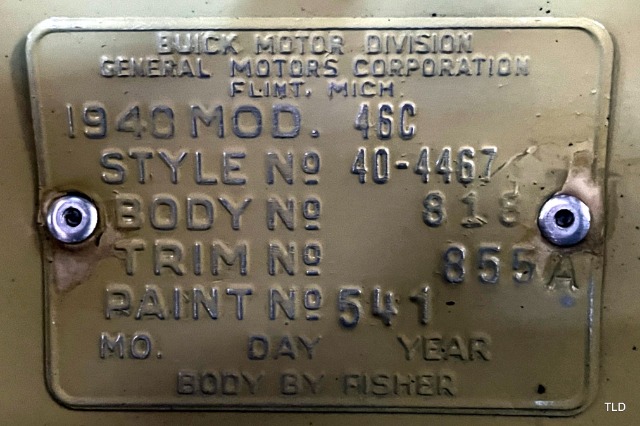 BUICK MOTOR DIVISION
GENERAL MOTORS CORPORATION
FLINT, MICH.
1940 MOD. 46C
STYLE Nº 40-4467
BODY Nº 818
TRIM Nº 855A
PAINT Nº 541
MO. DAY YEAR
BODY BY FISHER
TLD